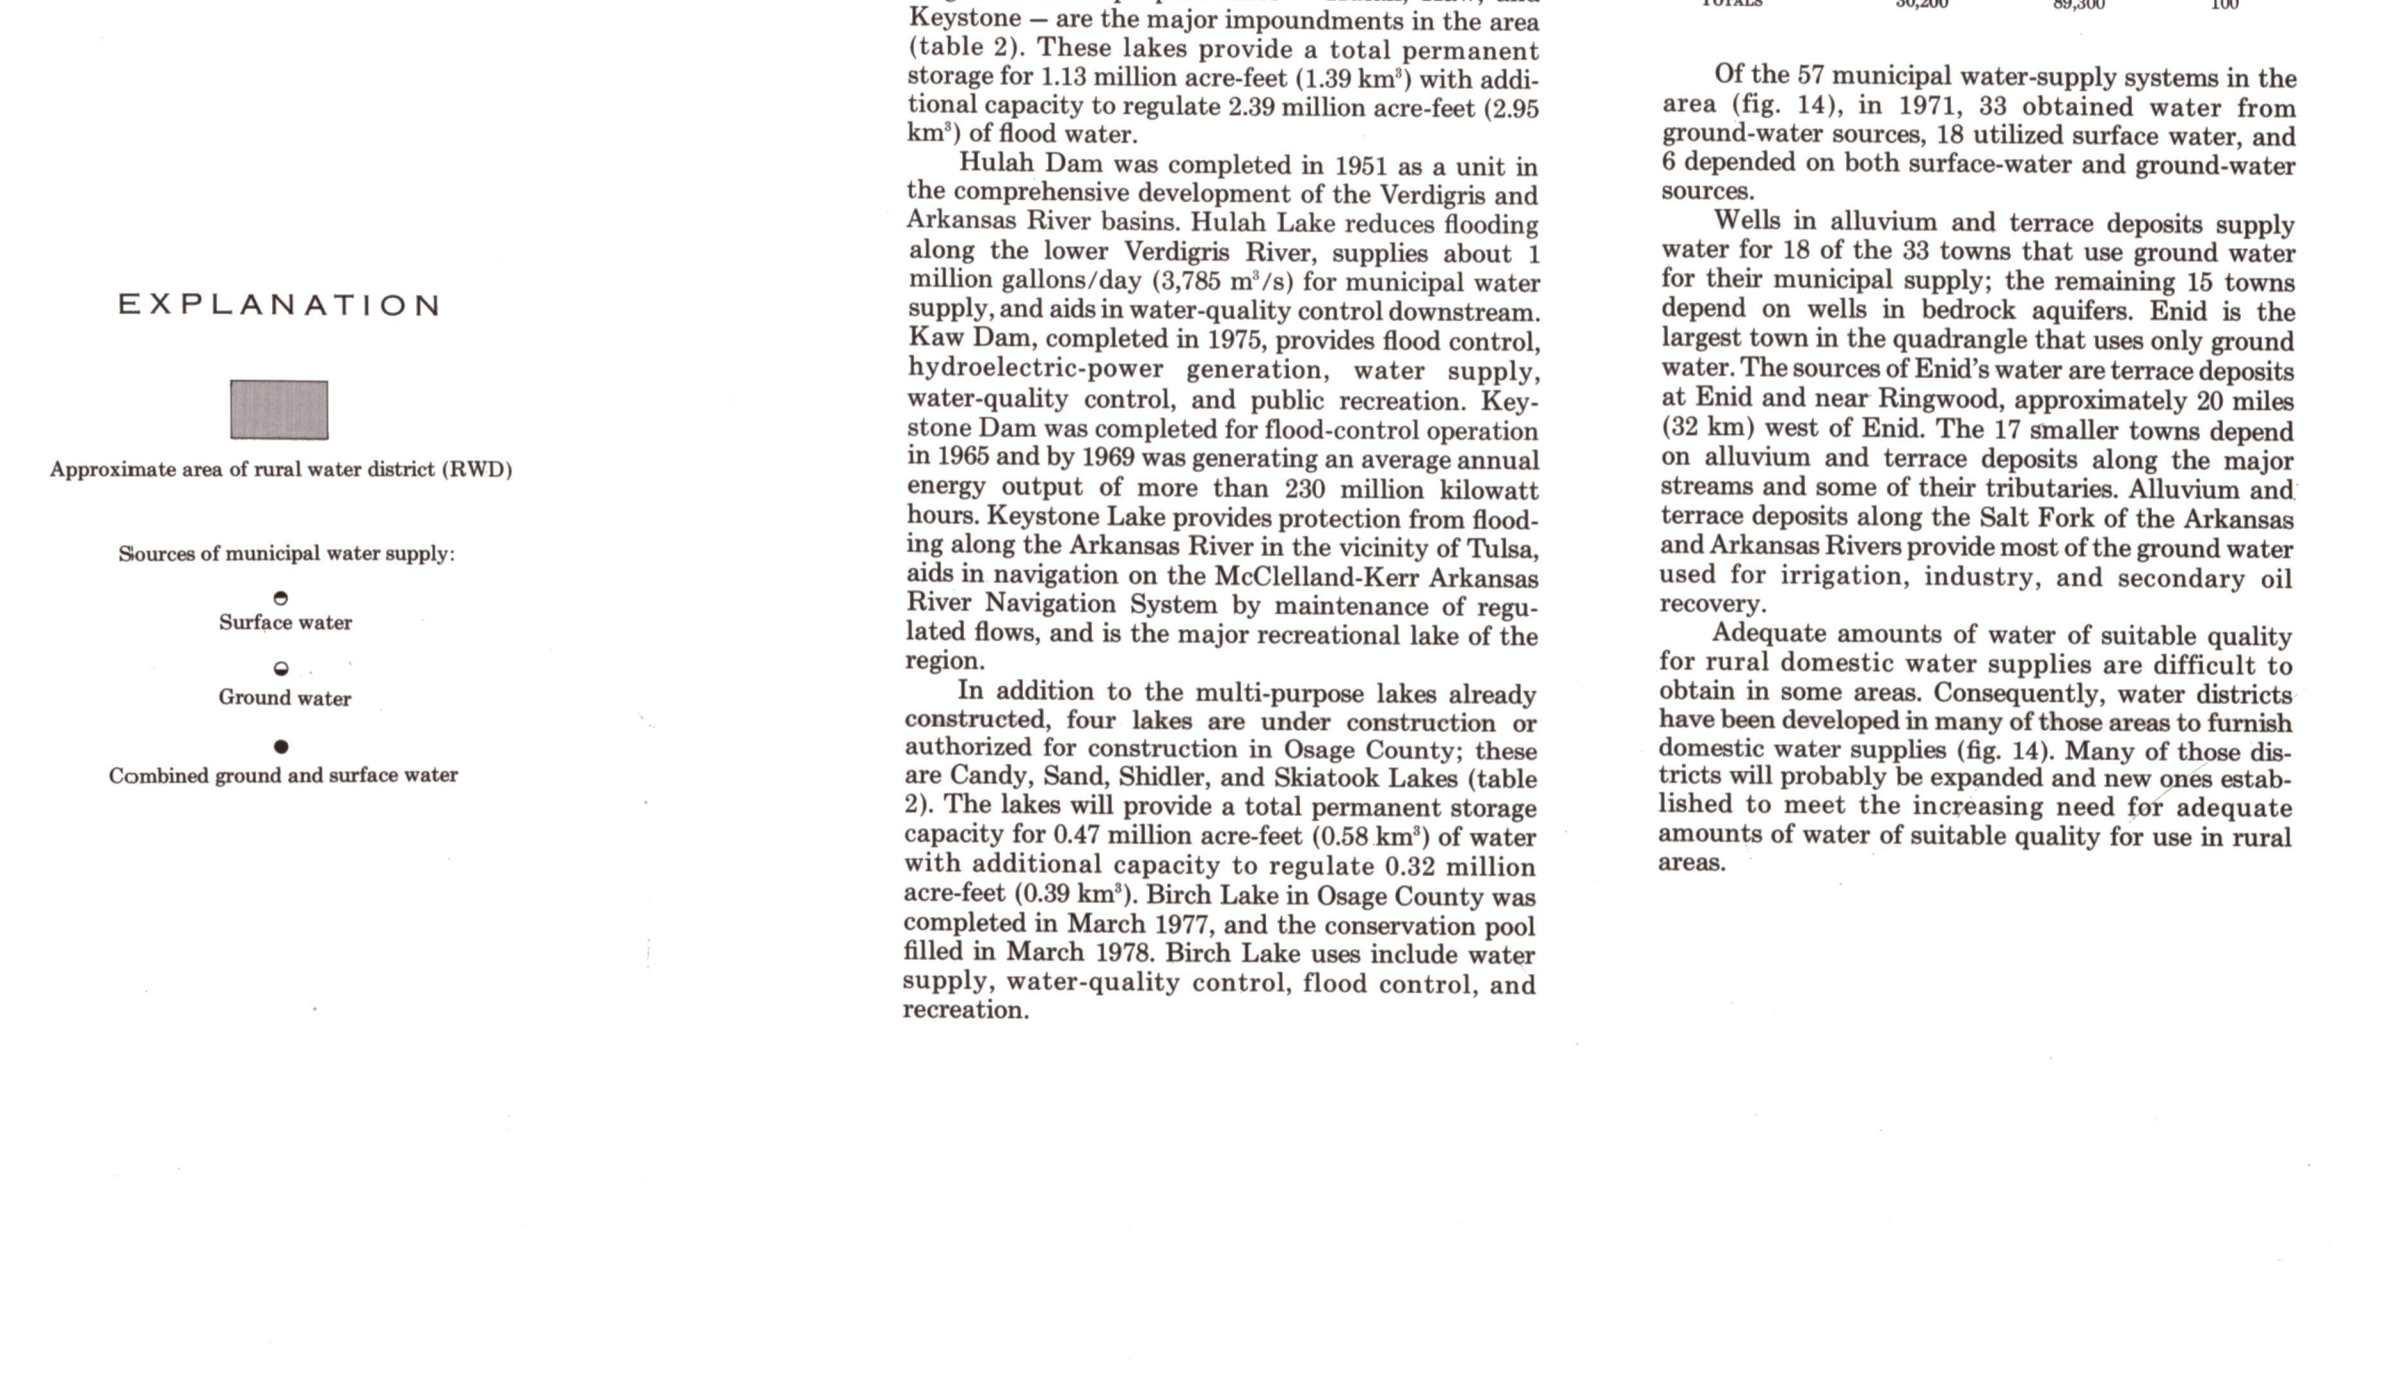 EXPLANATION
Approximate area of rural water district (RWD)
Sources of municipal water supply:
Surface water
Ground water
Combined ground and surface water
Keystone — are the major impoundments in the area
(table 2). These lakes provide a total permanent
storage for 1.13 million acre-feet (1.39 km³) with addi-
tional capacity to regulate 2.39 million acre-feet (2.95
km³) of flood water.
Hulah Dam was completed in 1951 as a unit in
the comprehensive development of the Verdigris and
Arkansas River basins. Hulah Lake reduces flooding
along the lower Verdigris River, supplies about 1
million gallons/day (3,785 m³/s) for municipal water
supply, and aids in water-quality control downstream.
Kaw Dam, completed in 1975, provides flood control,
hydroelectric-power generation, water supply,
water-quality control, and public recreation. Key-
stone Dam was completed for flood-control operation
in 1965 and by 1969 was generating an average annual
energy output of more than 230 million kilowatt
hours. Keystone Lake provides protection from flood-
ing along the Arkansas River in the vicinity of Tulsa,
aids in navigation on the McClelland-Kerr Arkansas
River Navigation System by maintenance of regu-
lated flows, and is the major recreational lake of the
region.
In addition to the multi-purpose lakes already
constructed, four lakes are under construction or
authorized for construction in Osage County; these
are Candy, Sand, Shidler, and Skiatook Lakes (table
2). The lakes will provide a total permanent storage
capacity for 0.47 million acre-feet (0.58 km³) of water
with additional capacity to regulate 0.32 million
acre-feet (0.39 km³). Birch Lake in Osage County was
completed in March 1977, and the conservation pool
filled in March 1978. Birch Lake uses include water
supply, water-quality control, flood control, and
recreation.
TOTALS 30,200 89,300 100
Of the 57 municipal water-supply systems in the
area (fig. 14), in 1971, 33 obtained water from
ground-water sources, 18 utilized surface water, and
6 depended on both surface-water and ground-water
sources.
Wells in alluvium and terrace deposits supply
water for 18 of the 33 towns that use ground water
for their municipal supply; the remaining 15 towns
depend on wells in bedrock aquifers. Enid is the
largest town in the quadrangle that uses only ground
water. The sources of Enid's water are terrace deposits
at Enid and near Ringwood, approximately 20 miles
(32 km) west of Enid. The 17 smaller towns depend
on alluvium and terrace deposits along the major
streams and some of their tributaries. Alluvium and
terrace deposits along the Salt Fork of the Arkansas
and Arkansas Rivers provide most of the ground water
used for irrigation, industry, and secondary oil
recovery.
Adequate amounts of water of suitable quality
for rural domestic water supplies are difficult to
obtain in some areas. Consequently, water districts
have been developed in many of those areas to furnish
domestic water supplies (fig. 14). Many of those dis-
tricts will probably be expanded and new ones estab-
lished to meet the increasing need for adequate
amounts of water of suitable quality for use in rural
areas.